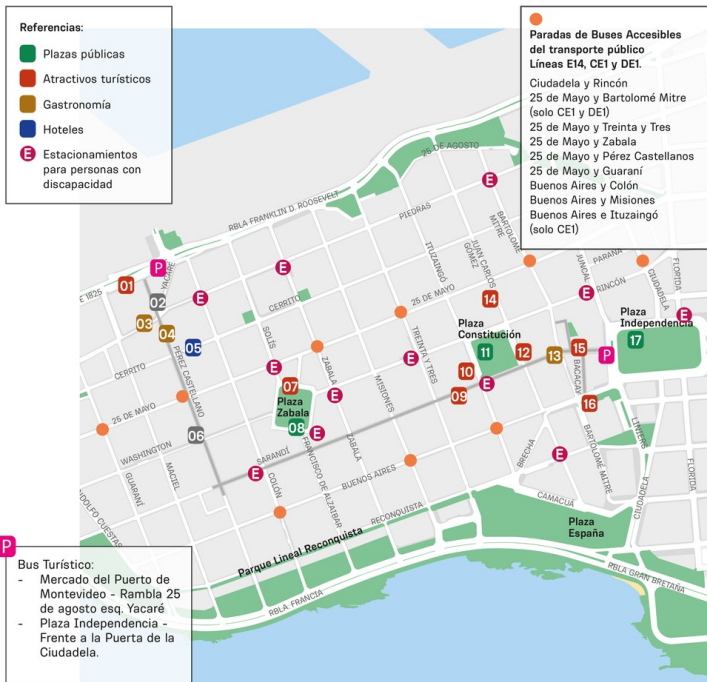 Referencias:
Plazas públicas
Atractivos turísticos
Gastronomía
Hoteles
E Estacionamientos
para personas con
discapacidad
Paradas de Buses Accesibles
del transporte público
Líneas E14, CE1 y DE1.
Ciudadela y Rincón
25 de Mayo y Bartolomé Mitre
(solo CE1 y DE1)
25 de Mayo y Treinta y Tres
25 de Mayo y Zabala
25 de Mayo y Pérez Castellanos
25 de Mayo y Guaraní
Buenos Aires y Colón
Buenos Aires y Misiones
Buenos Aires e Ituzaingó
(solo CE1)
25 DE AGOSTO
E
RBLA FRANKLIN D. ROOSEVELT
PIEDRAS
BARTOLOMÉ
MITRE
ITUZAINGÓ
JUAN CARLOS
GÓMEZ
PARANÁ
JUNCAL
RINCÓN
CIUDADELA
FLORIDA
P
YACARÉ
E
E 1825
01
02
E
CERRITO
25 DE MAYO
14
E
03
04
05
SOLÍS
Plaza
Constitución
Plaza
Independencia
E
17
PÉREZ CASTELLANO
CERRITO
ZABALA
TREINTA Y TRES
E
11
12
13
15
P
E
10
07
MISIONES
E
09
BACACAY
16
Plaza
Zabala
08
E
E
25 DE MAYO
WASHINGTON
06
SARANDÍ
E
FRANCISCO DE ALZAIBAR
ZABALA
BUENOS AIRES
BRECHA
E
BARTOLOMÉ MITRE
LINIERS
CIUDADELA
FLORIDA
GUARANÍ
MACIEL
COLÓN
RECONQUISTA
CAMACUÁ
Plaza
España
Parque Lineal Reconquista
RBLA. FRANCIA
RBLA GRAN BRETAÑA
P
Bus Turístico:
- Mercado del Puerto de
Montevideo - Rambla 25
de agosto esq. Yacaré
- Plaza Independencia -
Frente a la Puerta de la
Ciudadela.